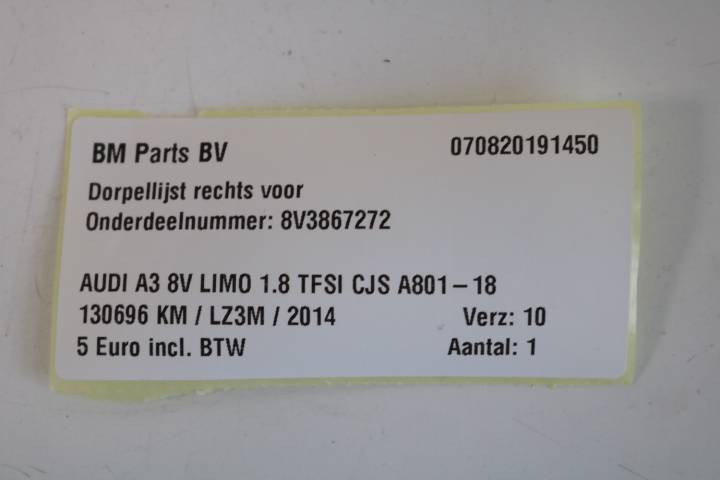 BM Parts BV 070820191450
Dorpellijst rechts voor
Onderdeelnummer: 8V3867272
AUDI A3 8V LIMO 1.8 TFSI CJS A801-18
130696 KM / LZ3M / 2014 Verz: 10
5 Euro incl. BTW Aantal: 1